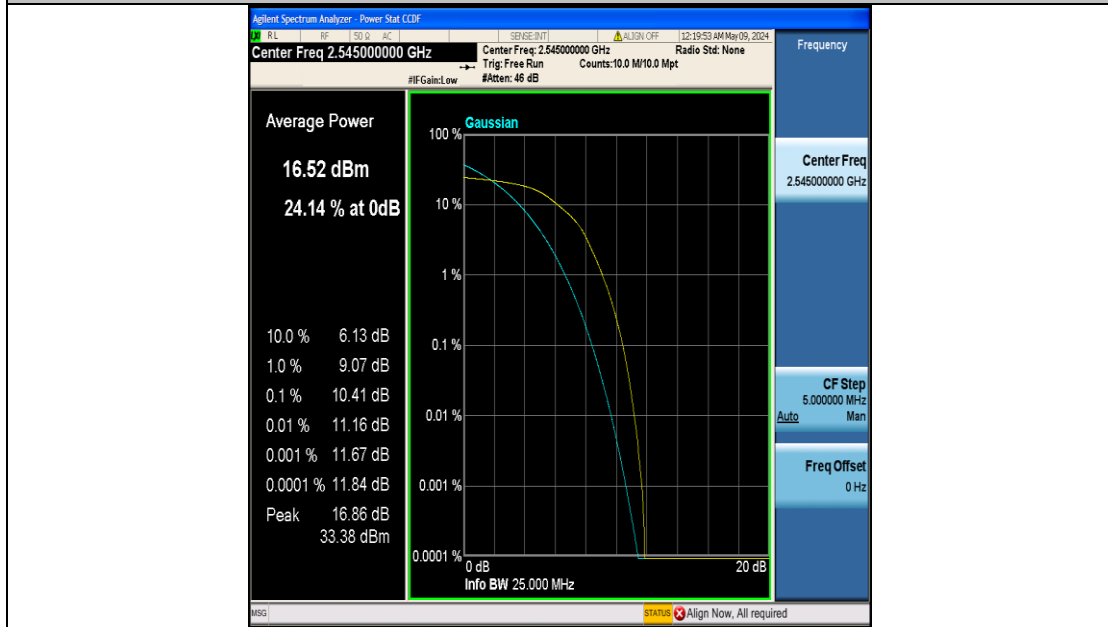 Agilent Spectrum Analyzer - Power Stat CCDF
RL RF 50 Ω AC SENSE:INT ALIGN OFF 12:19:53 AM May 09, 2024
Center Freq 2.545000000 GHz
Center Freq: 2.545000000 GHz Radio Std: None
Trig: Free Run Counts:10.0 M/10.0 Mpt
#IFGain:Low #Atten: 46 dB
Frequency
Average Power
16.52 dBm
24.14 % at 0dB
10.0 % 6.13 dB
1.0 % 9.07 dB
0.1 % 10.41 dB
0.01 % 11.16 dB
0.001 % 11.67 dB
0.0001 % 11.84 dB
Peak 16.86 dB
33.38 dBm
Gaussian
100 %
10 %
1 %
0.1 %
0.01 %
0.001 %
0.0001 %
0 dB 20 dB
Info BW 25.000 MHz
Center Freq
2.545000000 GHz
CF Step
5.000000 MHz
Auto Man
Freq Offset
0 Hz
MSG STATUS Align Now, All required